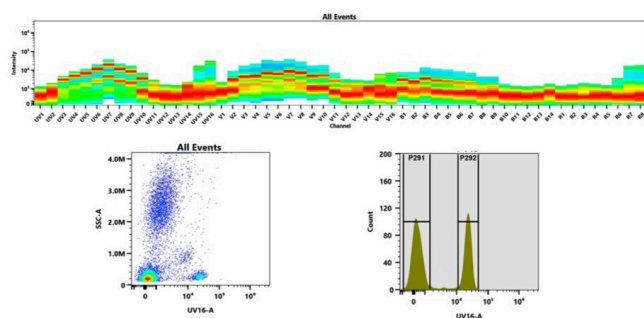 All Events
Intensity
0
UV1 UV2 UV3 UV4 UV5 UV6 UV7 UV8 UV9 UV10 UV11 UV12 UV13 UV14 UV15 UV16 V1 V2 V3 V4 V5 V6 V7 V8 V9 V10 V11 V12 V13 V14 V15 V16 B1 B2 B3 B4 B5 B6 B7 B8 B9 B10 B11 B12 B13 B14 R1 R2 R3 R4 R5 R6 R7 R8
Channel
All Events
SSC-A
4.0M
3.0M
2.0M
1.0M
0
0 10⁴ 10⁵ 10⁶
UV16-A
P291 P292
Count
200
160
120
80
40
0
0 10⁴ 10⁵ 10⁶
UV16-A